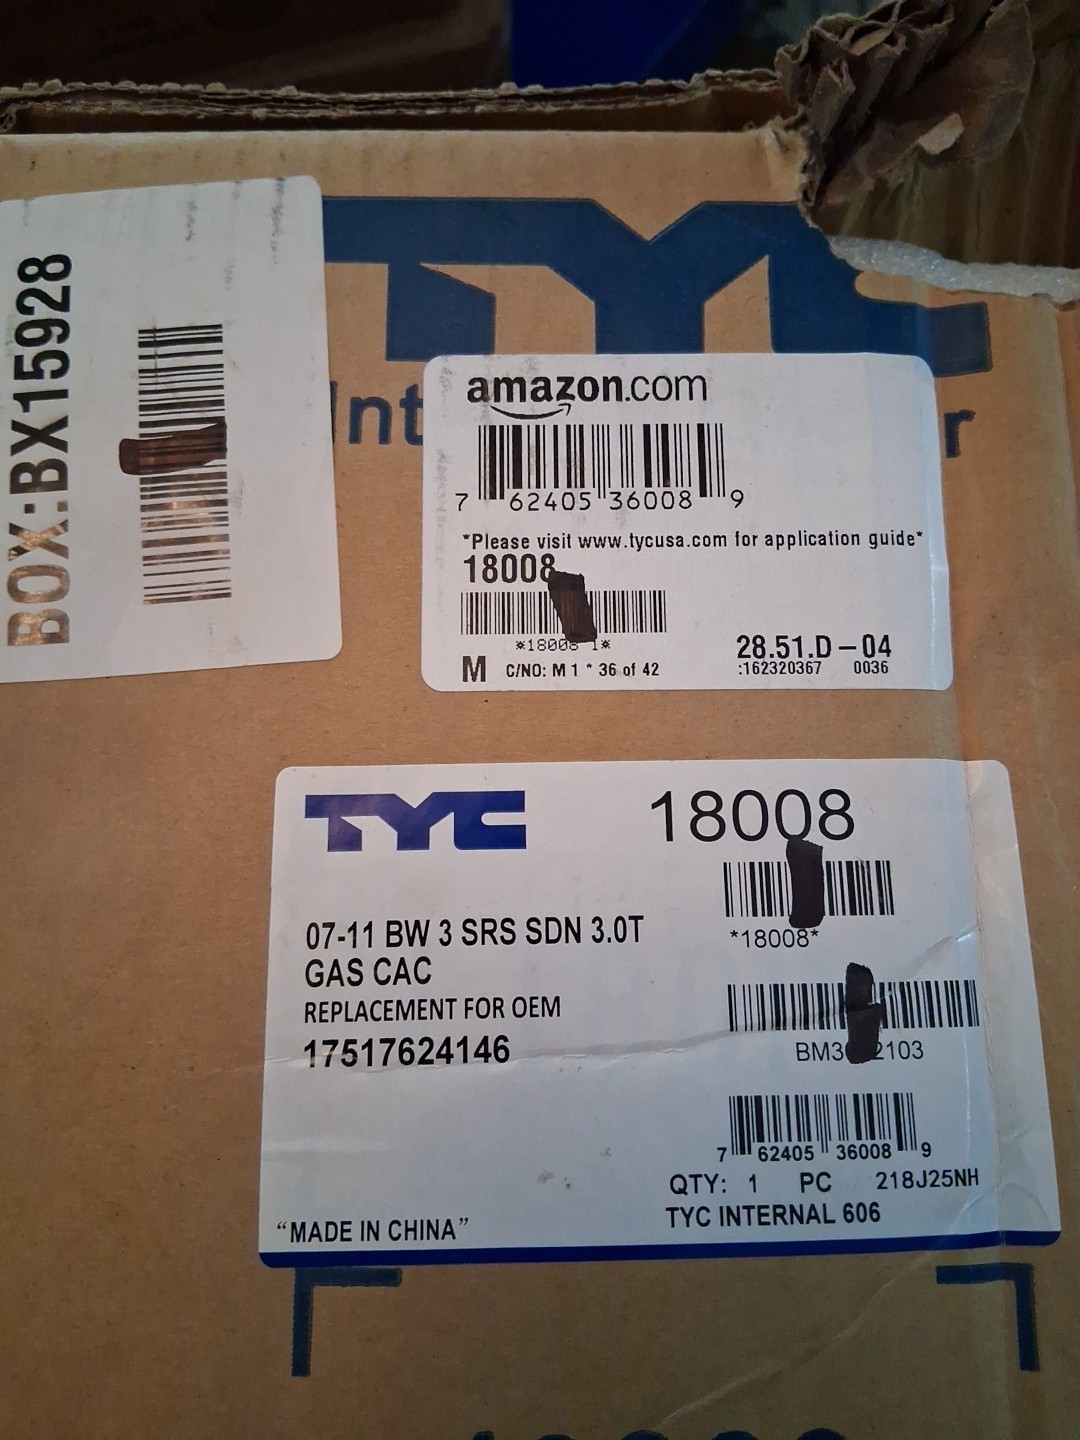 BOX:BX15928
TYC
Int
r
amazon.com
7 62405 36008 9
*Please visit www.tycusa.com for application guide*
18008
*18008 1*
M C/NO: M 1 * 36 of 42
28.51.D-04
:162320367 0036
TYC
18008
*18008*
07-11 BW 3 SRS SDN 3.0T
GAS CAC
REPLACEMENT FOR OEM
17517624146
7 62405 36008 9
QTY: 1 PC 218J25NH
TYC INTERNAL 606
"MADE IN CHINA"